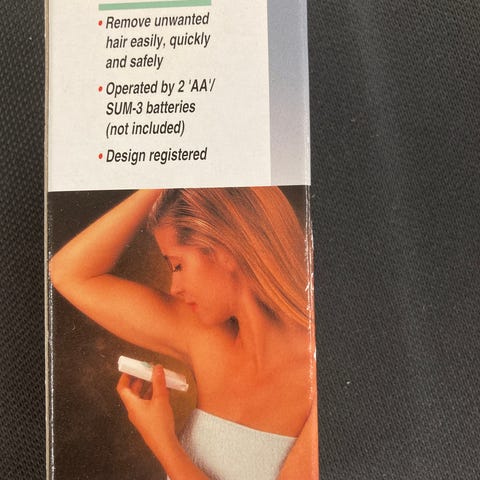 • Remove unwanted
hair easily, quickly
and safely
• Operated by 2 'AA'/
SUM-3 batteries
(not included)
• Design registered